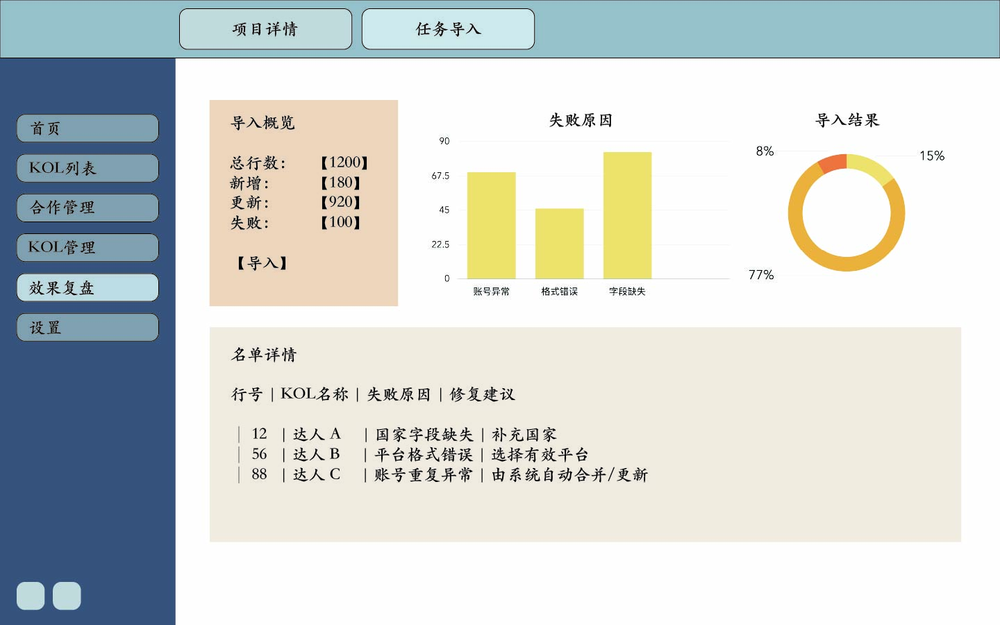 项目详情
任务导入
首页
KOL列表
合作管理
KOL管理
效果复盘
设置
导入概览
总行数: 【1200】
新增: 【180】
更新: 【920】
失败: 【100】
【导入】
失败原因
90
67.5
45
22.5
0
账号异常 格式错误 字段缺失
导入结果
8%
15%
77%
名单详情
行号 | KOL名称 | 失败原因 | 修复建议
| 12 | 达人 A | 国家字段缺失 | 补充国家
| 56 | 达人 B | 平台格式错误 | 选择有效平台
| 88 | 达人 C | 账号重复异常 | 由系统自动合并/更新